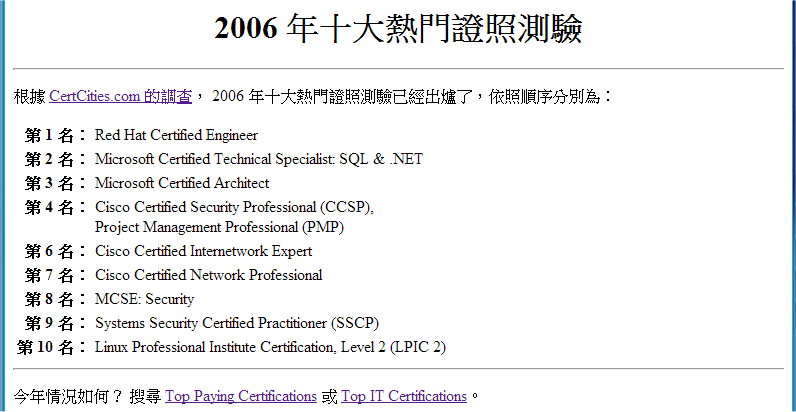 2006 年十大熱門證照測驗
根據 CertCities.com 的調查， 2006 年十大熱門證照測驗已經出爐了，依照順序分別為：
第 1 名： Red Hat Certified Engineer
第 2 名： Microsoft Certified Technical Specialist: SQL & .NET
第 3 名： Microsoft Certified Architect
第 4 名： Cisco Certified Security Professional (CCSP),
Project Management Professional (PMP)
第 6 名： Cisco Certified Internetwork Expert
第 7 名： Cisco Certified Network Professional
第 8 名： MCSE: Security
第 9 名： Systems Security Certified Practitioner (SSCP)
第 10 名： Linux Professional Institute Certification, Level 2 (LPIC 2)
今年情況如何？ 搜尋 Top Paying Certifications 或 Top IT Certifications。